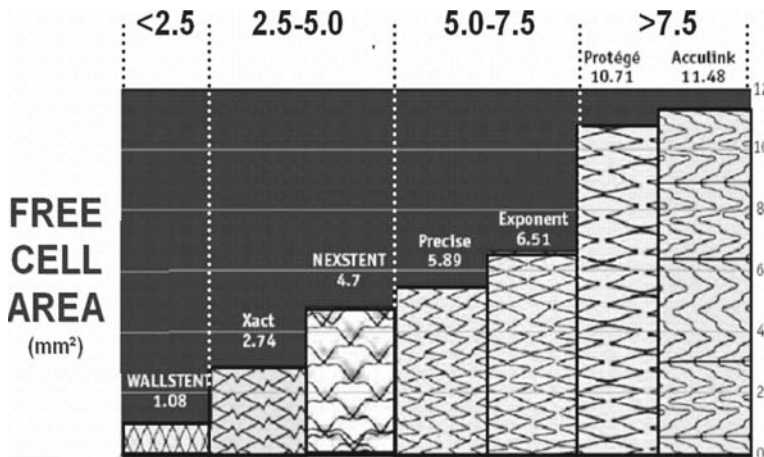 <2.5 2.5-5.0 5.0-7.5 >7.5
Protégé
10.71
Acculink
11.48
12
10
8
6
4
2
0
FREE
CELL
AREA
(mm²)
Exponent
6.51
Precise
5.89
NEXSTENT
4.7
Xact
2.74
WALLSTENT
1.08